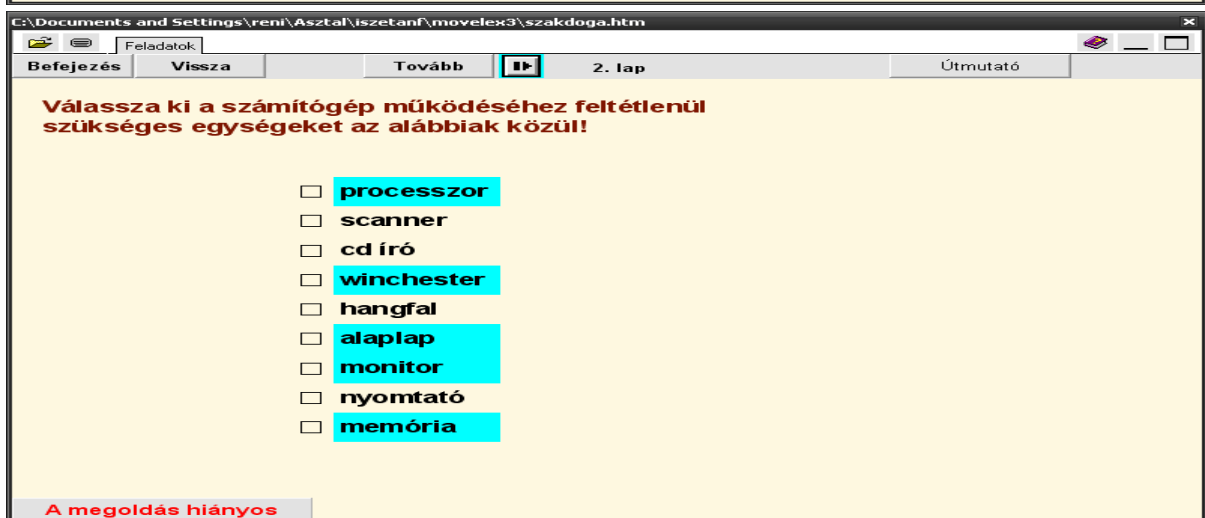 C:\Documents and Settings\reni\Asztal\iszetanf\movelex3\szakdoga.htm
Feladatok
Befejezés Vissza Tovább 2. lap Útmutató
Válassza ki a számítógép működéséhez feltétlenül
szükséges egységeket az alábbiak közül!
processzor
scanner
cd író
winchester
hangfal
alaplap
monitor
nyomtató
memória
A megoldás hiányos